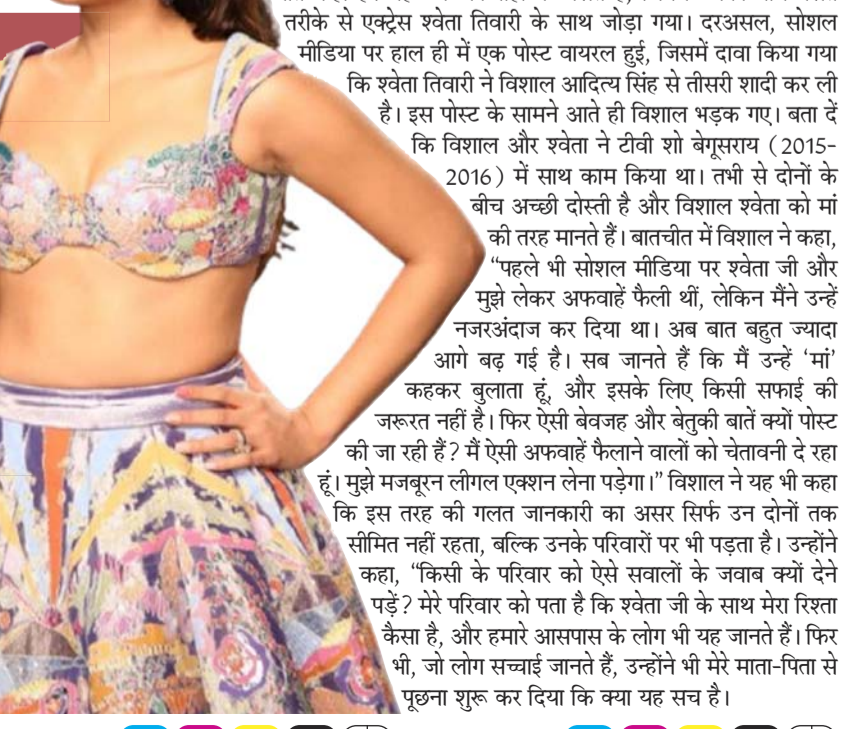 तरीके से एक्ट्रेस श्वेता तिवारी के साथ जोड़ा गया। दरअसल, सोशल
मीडिया पर हाल ही में एक पोस्ट वायरल हुई, जिसमें दावा किया गया
कि श्वेता तिवारी ने विशाल आदित्य सिंह से तीसरी शादी कर ली
है। इस पोस्ट के सामने आते ही विशाल भड़क गए। बता दें
कि विशाल और श्वेता ने टीवी शो बेगूसराय (2015-
2016) में साथ काम किया था। तभी से दोनों के
बीच अच्छी दोस्ती है और विशाल श्वेता को मां
की तरह मानते हैं। बातचीत में विशाल ने कहा,
“पहले भी सोशल मीडिया पर श्वेता जी और
मुझे लेकर अफवाहें फैली थीं, लेकिन मैंने उन्हें
नजरअंदाज कर दिया था। अब बात बहुत ज्यादा
आगे बढ़ गई है। सब जानते हैं कि मैं उन्हें ‘मां’
कहकर बुलाता हूं, और इसके लिए किसी सफाई की
जरूरत नहीं है। फिर ऐसी बेवजह और बेतुकी बातें क्यों पोस्ट
की जा रही हैं? मैं ऐसी अफवाहें फैलाने वालों को चेतावनी दे रहा
हूं। मुझे मजबूरन लीगल एक्शन लेना पड़ेगा।” विशाल ने यह भी कहा
कि इस तरह की गलत जानकारी का असर सिर्फ उन दोनों तक
सीमित नहीं रहता, बल्कि उनके परिवारों पर भी पड़ता है। उन्होंने
कहा, “किसी के परिवार को ऐसे सवालों के जवाब क्यों देने
पड़ें? मेरे परिवार को पता है कि श्वेता जी के साथ मेरा रिश्ता
कैसा है, और हमारे आसपास के लोग भी यह जानते हैं। फिर
भी, जो लोग सच्चाई जानते हैं, उन्होंने भी मेरे माता-पिता से
पूछना शुरू कर दिया कि क्या यह सच है।